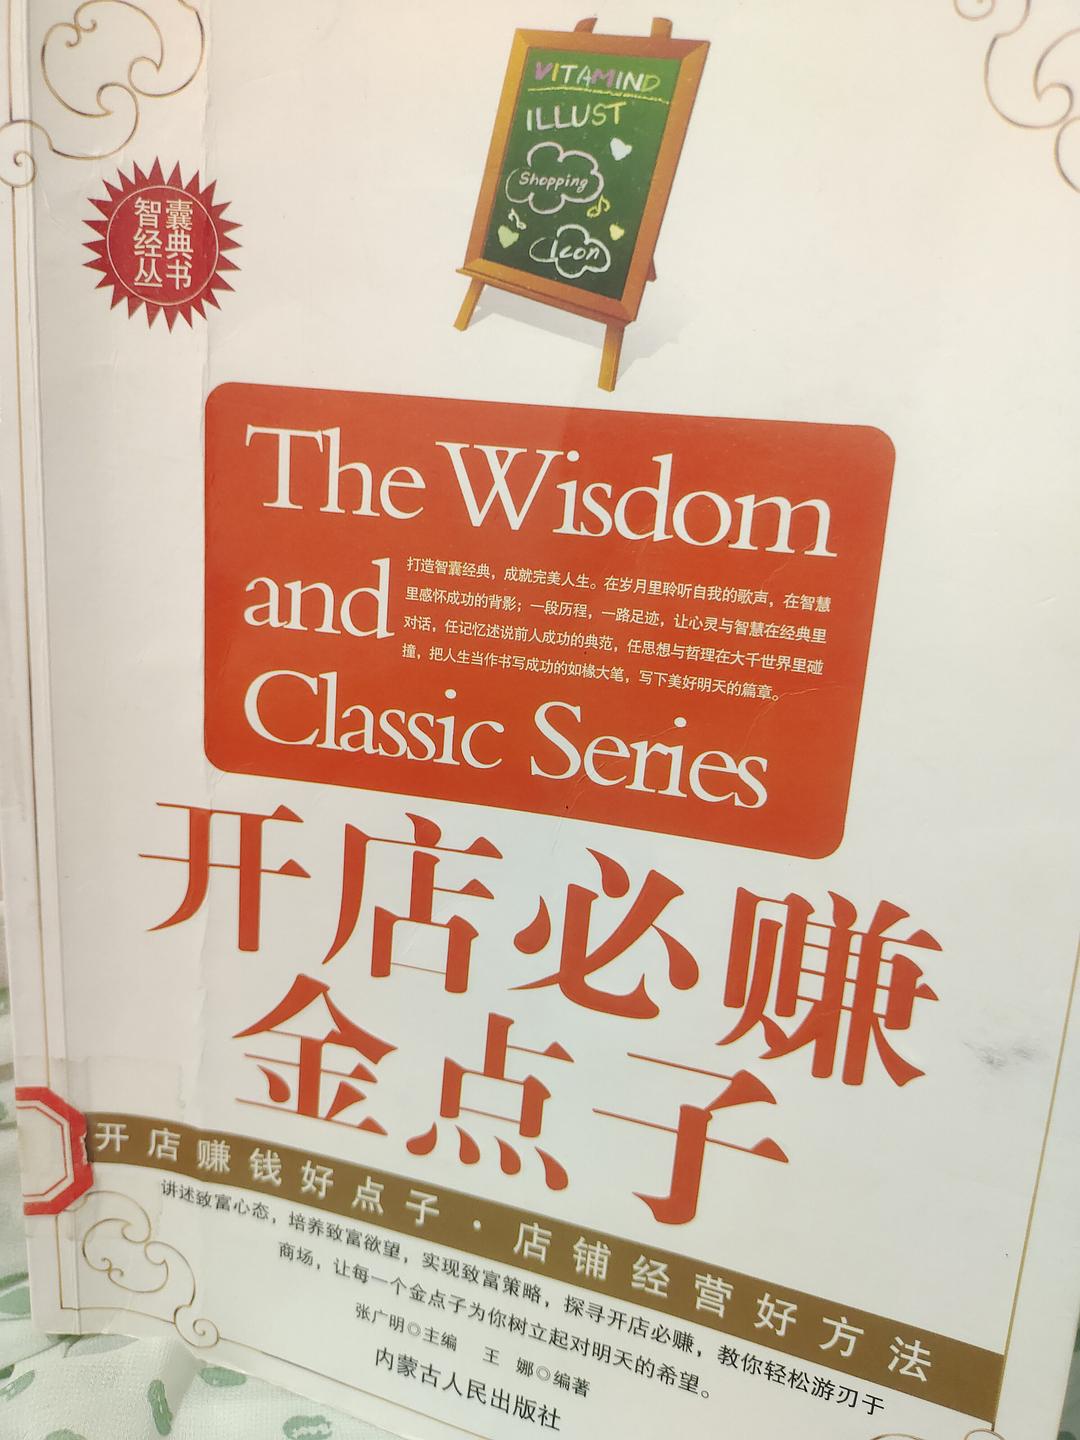 VITAMIND
ILLUST
Shopping
Icon
智囊
经典
丛书
The Wisdom
and
打造智囊经典，成就完美人生。在岁月里聆听自我的歌声，在智慧
里感怀成功的背影；一段历程，一路足迹，让心灵与智慧在经典里
对话，任记忆述说前人成功的典范，任思想与哲理在大千世界里碰
撞，把人生当作书写成功的如椽大笔，写下美好明天的篇章。
Classic Series
开店必赚
金点子
开店赚钱好点子·店铺经营好方法
讲述致富心态，培养致富欲望，实现致富策略，探寻开店必赚，教你轻松游刃于
商场，让每一个金点子为你树立起对明天的希望。
张广明◎主编 王 娜◎编著
内蒙古人民出版社